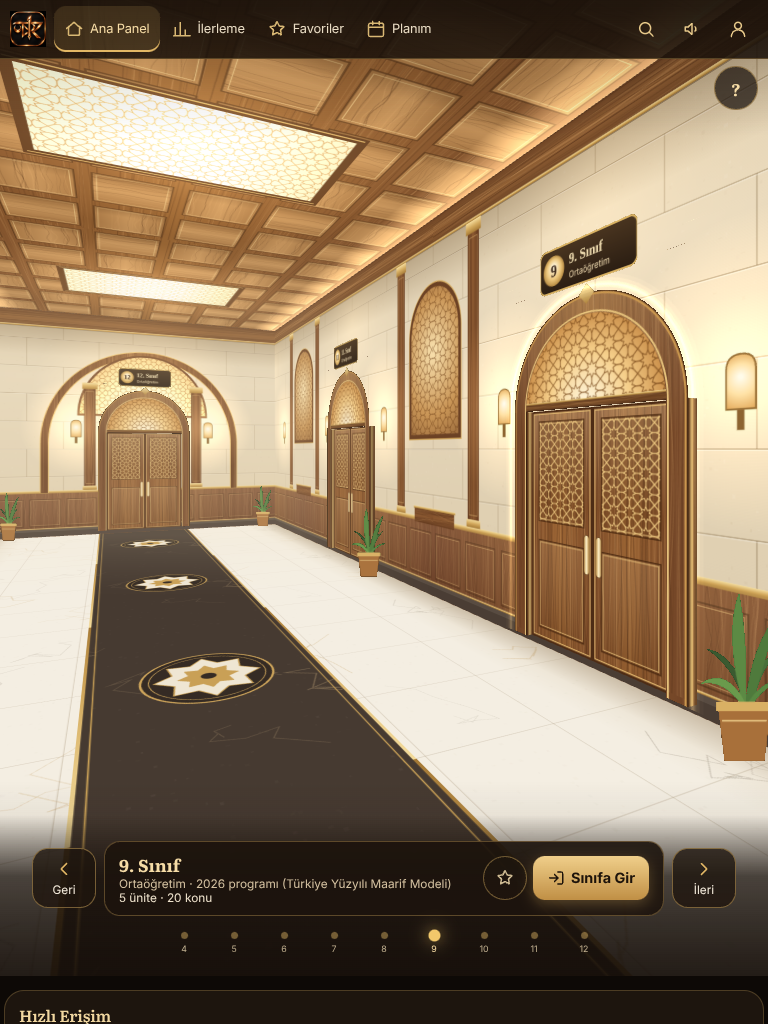 Ana Panel
İlerleme
Favoriler
Planım
?
9
9. Sınıf
Ortaöğretim
12
12. Sınıf
Geri
9. Sınıf
Ortaöğretim · 2026 programı (Türkiye Yüzyılı Maarif Modeli)
5 ünite · 20 konu
Sınıfa Gir
İleri
4 5 6 7 8 9 10 11 12
Hızlı Erişim